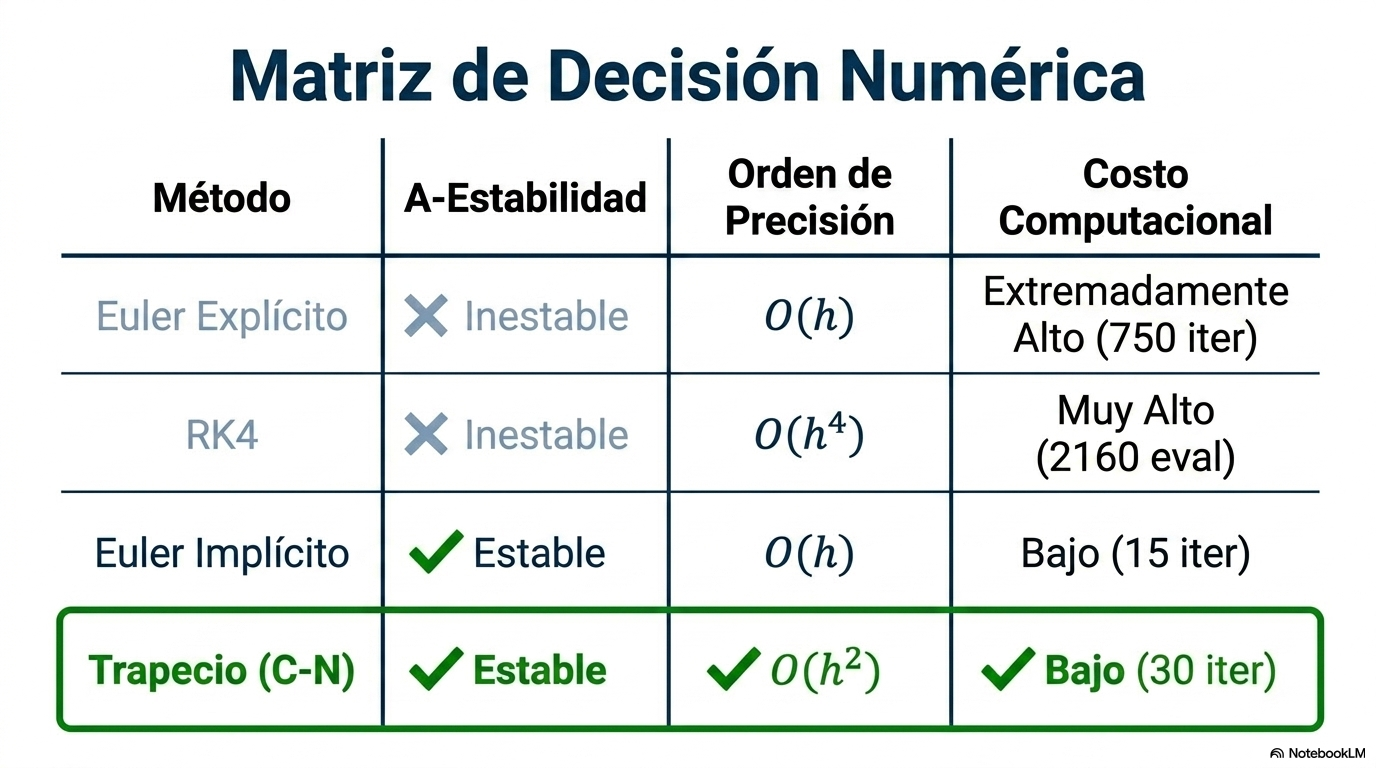 Matriz de Decisión Numérica
Método
A-Estabilidad
Orden de
Precisión
Costo
Computacional
Euler Explícito
Inestable
O(h)
Extremadamente
Alto (750 iter)
RK4
Inestable
O(h⁴)
Muy Alto
(2160 eval)
Euler Implícito
Estable
O(h)
Bajo (15 iter)
Trapecio (C-N)
Estable
O(h²)
Bajo (30 iter)
NotebookLM